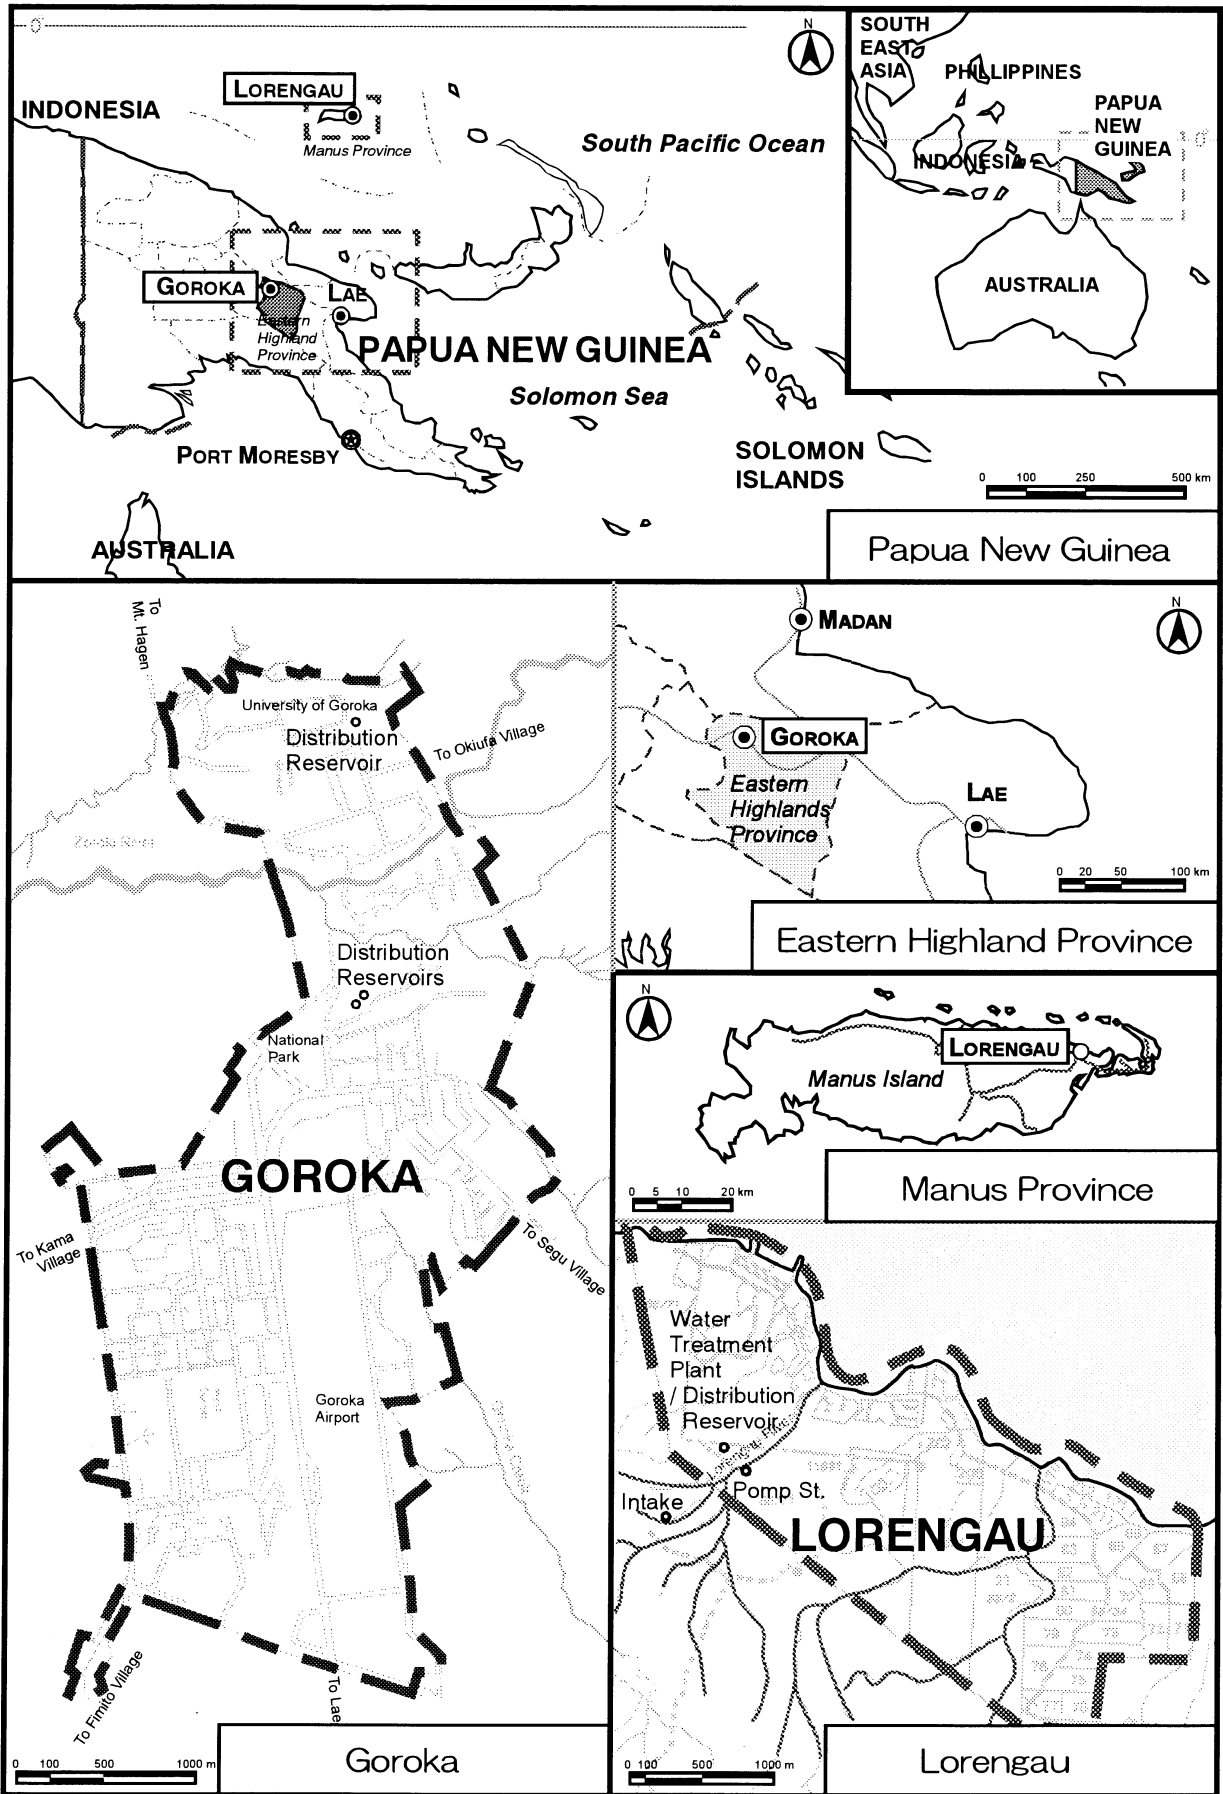 0°
N
LORENGAU
INDONESIA
Manus Province
South Pacific Ocean
GOROKA
LAE
Eastern
Highland
Province
PAPUA NEW GUINEA
Solomon Sea
PORT MORESBY
SOLOMON
ISLANDS
AUSTRALIA
0 100 250 500 km
Papua New Guinea
SOUTH
EAST
ASIA
PHILLIPPINES
PAPUA
NEW
GUINEA
0°
INDONESIA
AUSTRALIA
To
Mt. Hagen
University of Goroka
Distribution
Reservoir
To Okiufa Village
Distribution
Reservoirs
National
Park
GOROKA
To Kama
Village
To Segu Village
Goroka
Airport
To Fimito Village
To Lae
0 100 500 1000 m
Goroka
N
MADAN
GOROKA
Eastern
Highlands
Province
LAE
0 20 50 100 km
Eastern Highland Province
N
LORENGAU
Manus Island
0 5 10 20 km
Manus Province
Water
Treatment
Plant
/ Distribution
Reservoir
Intake
Pomp St.
LORENGAU
0 100 500 1000 m
Lorengau